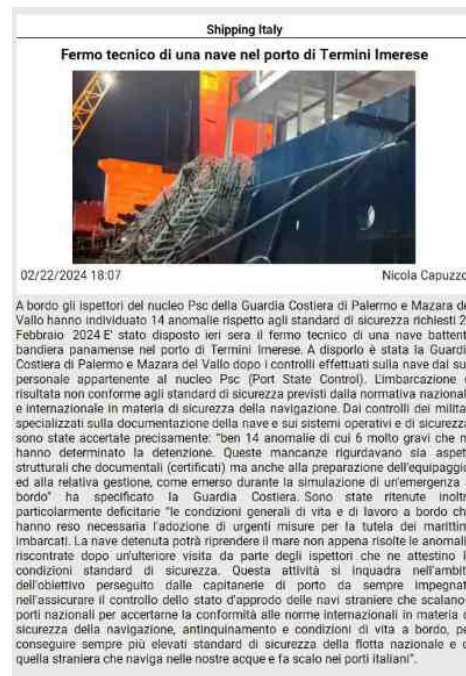 Shipping Italy
Fermo tecnico di una nave nel porto di Termini Imerese
02/22/2024 18:07 Nicola Capuzzo
A bordo gli ispettori del nucleo Psc della Guardia Costiera di Palermo e Mazara de
Vallo hanno individuato 14 anomalie rispetto agli standard di sicurezza richiesti 2
Febbraio 2024 E' stato disposto ieri sera il fermo tecnico di una nave battent
bandiera panamense nel porto di Termini Imerese. A disporlo è stata la Guardi
Costiera di Palermo e Mazara del Vallo dopo i controlli effettuati sulla nave dal su
personale appartenente al nucleo Psc (Port State Control). L'imbarcazione
risultata non conforme agli standard di sicurezza previsti dalla normativa nazional
e internazionale in materia di sicurezza della navigazione. Dai controlli dei milita
specializzati sulla documentazione della nave e sui sistemi operativi e di sicurezz
sono state accertate precisamente: "ben 14 anomalie di cui 6 molto gravi che n
hanno determinato la detenzione. Queste mancanze riguardavano sia aspet
strutturali che documentali (certificati) ma anche alla preparazione dell'equipaggi
ed alla relativa gestione, come emerso durante la simulazione di un'emergenza
bordo" ha specificato la Guardia Costiera. Sono state ritenute inoltr
particolarmente deficitarie "le condizioni generali di vita e di lavoro a bordo ch
hanno reso necessaria l'adozione di urgenti misure per la tutela dei marittim
imbarcati. La nave detenuta potrà riprendere il mare non appena risolte le anomali
riscontrate dopo un'ulteriore visita da parte degli ispettori che ne attestino l
condizioni standard di sicurezza. Questa attività si inquadra nell'ambit
dell'obiettivo perseguito dalle capitanerie di porto da sempre impegnat
nell'assicurare il controllo dello stato d'approdo delle navi straniere che scalano
porti nazionali per accertarne la conformità alle norme internazionali in materia d
sicurezza della navigazione, antinquinamento e condizioni di vita a bordo, pe
conseguire sempre più elevati standard di sicurezza della flotta nazionale e d
quella straniera che naviga nelle nostre acque e fa scalo nei porti italiani".